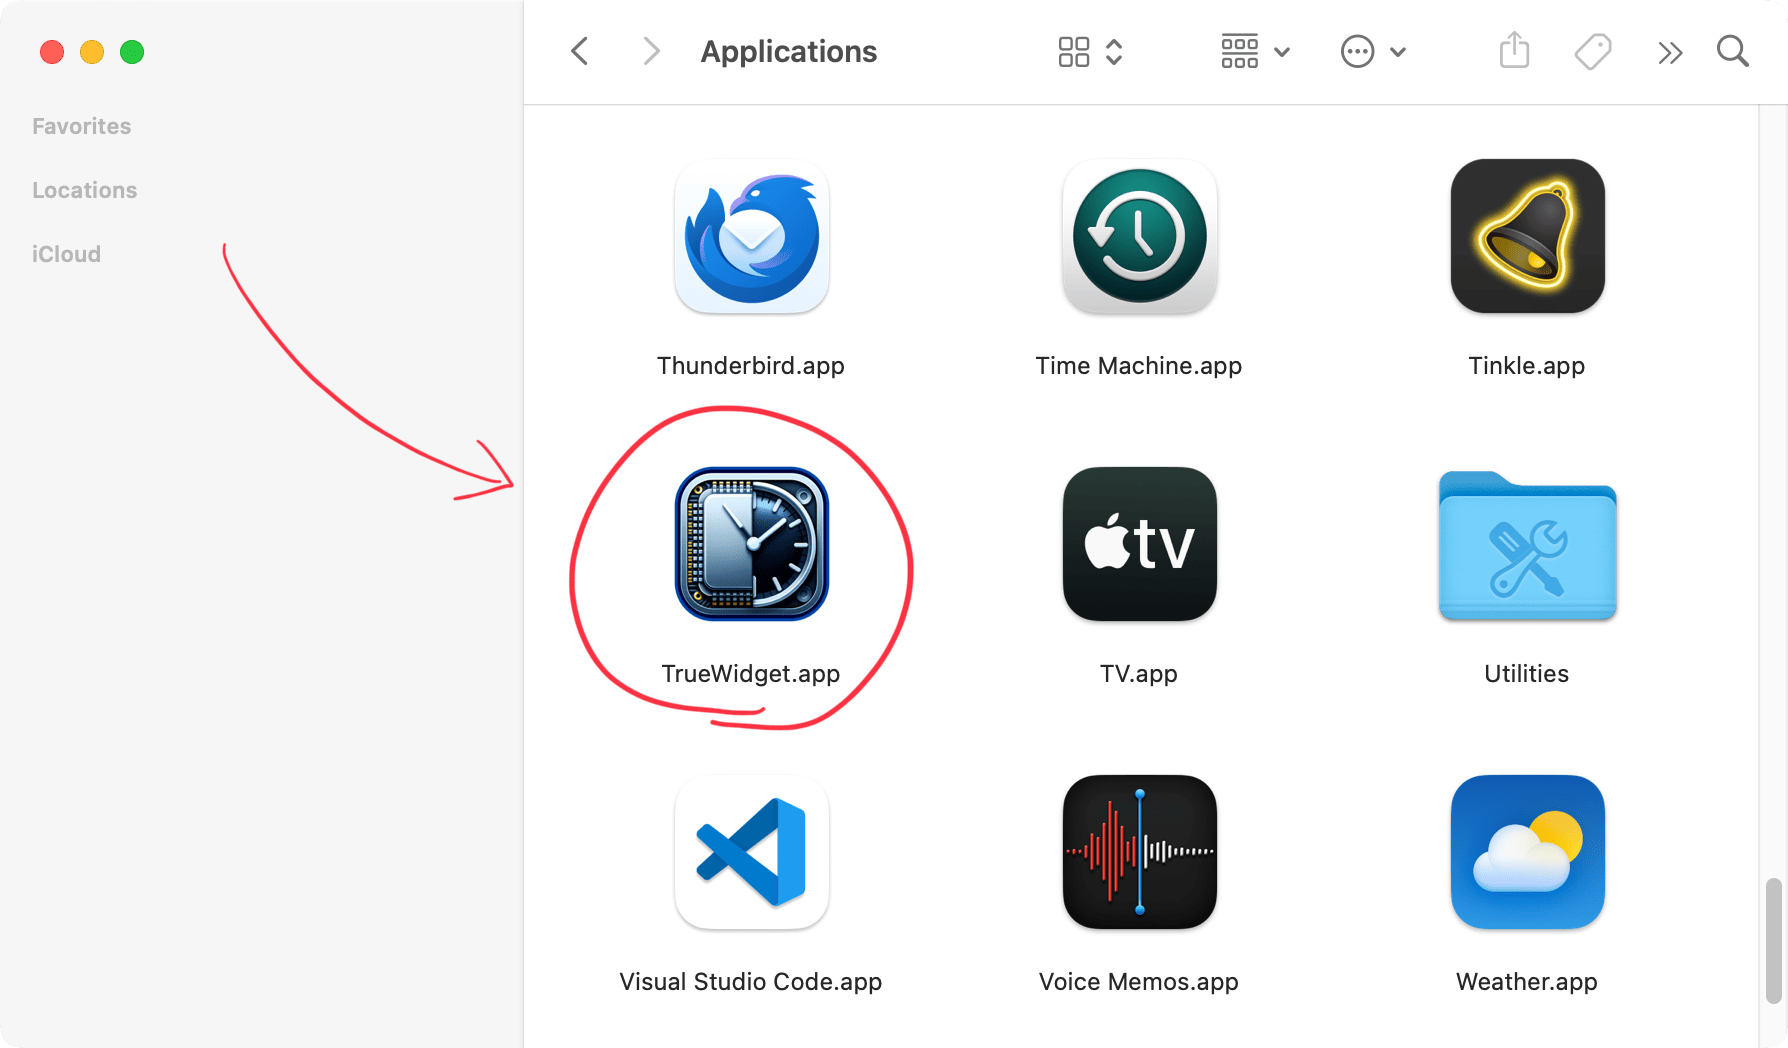 Applications
Favorites
Locations
iCloud
Thunderbird.app
Time Machine.app
Tinkle.app
tv
TrueWidget.app
TV.app
Utilities
Visual Studio Code.app
Voice Memos.app
Weather.app